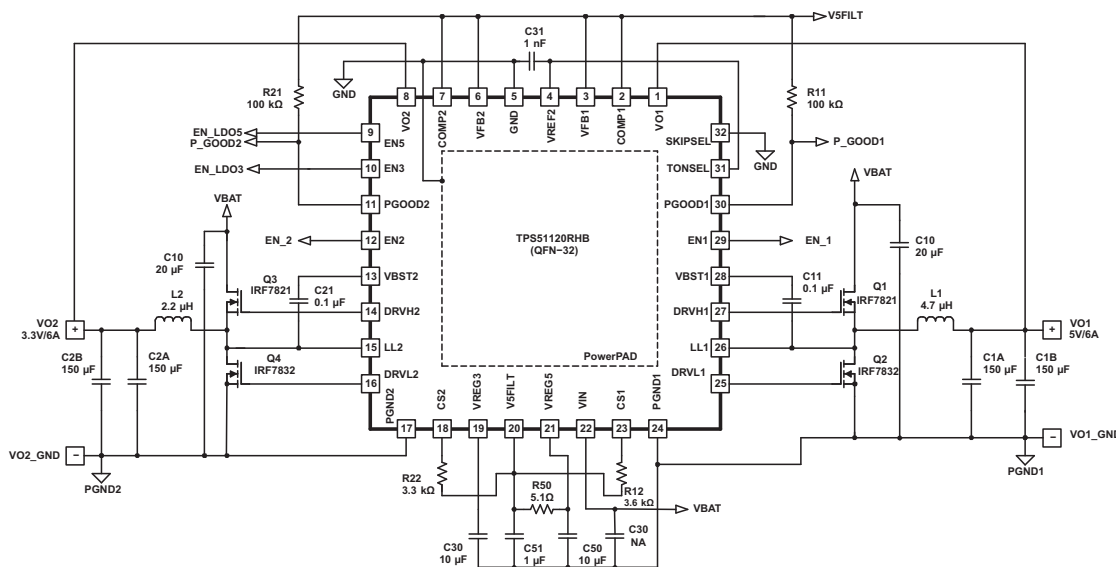 V5FILT
C31
1 nF
GND
R21
100 kΩ
R11
100 kΩ
8
7
6
5
4
3
2
1
VO2
COMP2
VFB2
GND
VREF2
VFB1
COMP1
VO1
EN_LDO5
P_GOOD2
EN_LDO3
9
EN5
10
EN3
11
PGOOD2
EN_2
12
EN2
13
VBST2
14
DRVH2
15
LL2
16
DRVL2
32
SKIPSEL
GND
31
TONSEL
P_GOOD1
30
PGOOD1
29
EN1
EN_1
28
VBST1
27
DRVH1
26
LL1
25
DRVL1
TPS51120RHB
(QFN−32)
PowerPAD
VBAT
C10
20 µF
Q3
IRF7821
C21
0.1 µF
L2
2.2 µH
VO2
3.3V/6A
+
C2B
150 µF
C2A
150 µF
Q4
IRF7832
VO2_GND
−
PGND2
VBAT
C10
20 µF
C11
0.1 µF
Q1
IRF7821
L1
4.7 µH
+
VO1
5V/6A
Q2
IRF7832
C1A
150 µF
C1B
150 µF
−
VO1_GND
PGND1
PGND2
CS2
VREG3
V5FILT
VREG5
VIN
CS1
PGND1
17
18
19
20
21
22
23
24
R22
3.3 kΩ
R50
5.1Ω
R12
3.6 kΩ
VBAT
C30
10 µF
C51
1 µF
C50
10 µF
C30
NA